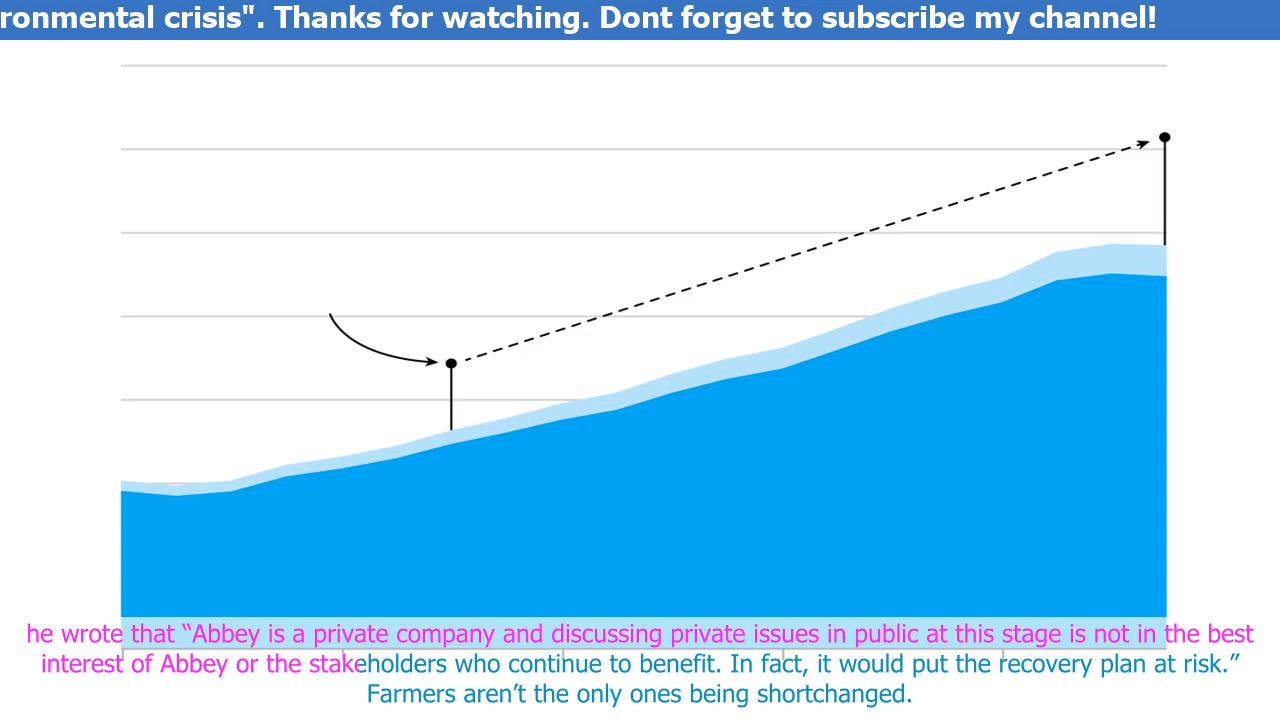 ronmental crisis". Thanks for watching. Dont forget to subscribe my channel!
he wrote that “Abbey is a private company and discussing private issues in public at this stage is not in the best
interest of Abbey or the stakeholders who continue to benefit. In fact, it would put the recovery plan at risk.”
Farmers aren’t the only ones being shortchanged.